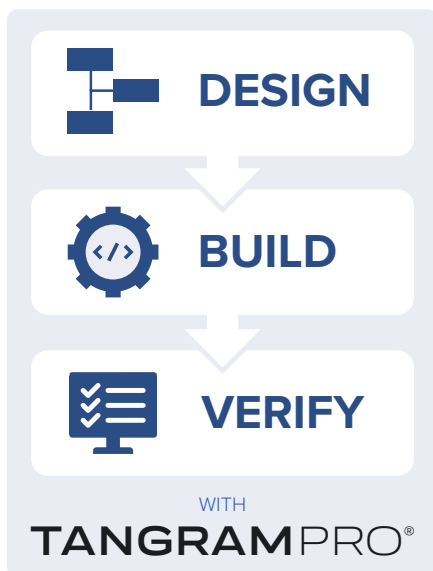 DESIGN
</>
BUILD
VERIFY
WITH
TANGRAMPRO®